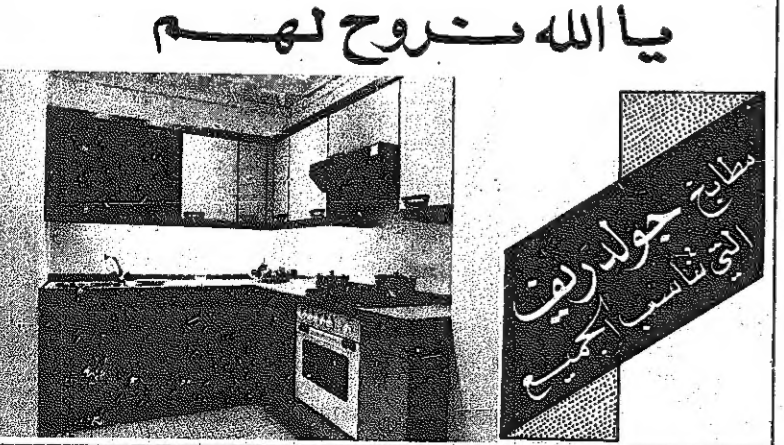 يا الله نروح لهم
مطابخ جولدريف
التي تناسب الجميع